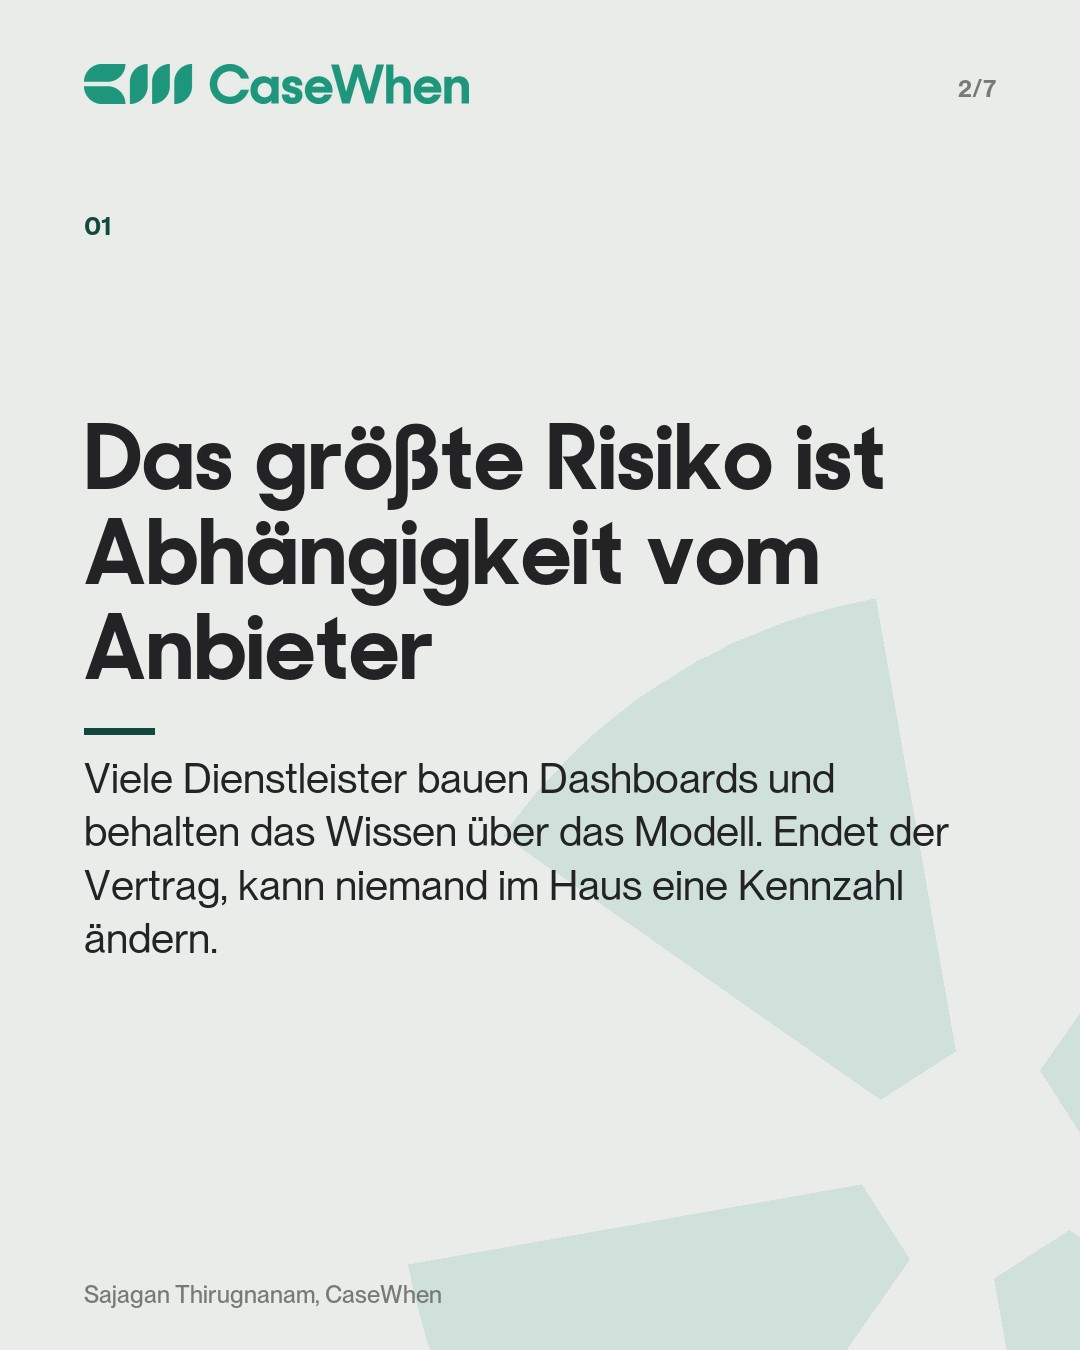 CaseWhen
2/7
01
Das größte Risiko ist
Abhängigkeit vom
Anbieter
Viele Dienstleister bauen Dashboards und
behalten das Wissen über das Modell. Endet der
Vertrag, kann niemand im Haus eine Kennzahl
ändern.
Sajagan Thirugnanam, CaseWhen